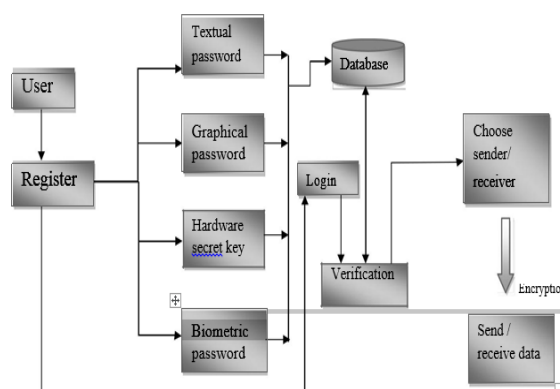 User
Register
Textual
password
Graphical
password
Hardware
secret key
Biometric
password
Database
Login
Verification
Choose
sender/
receiver
Encryptio
Send /
receive data